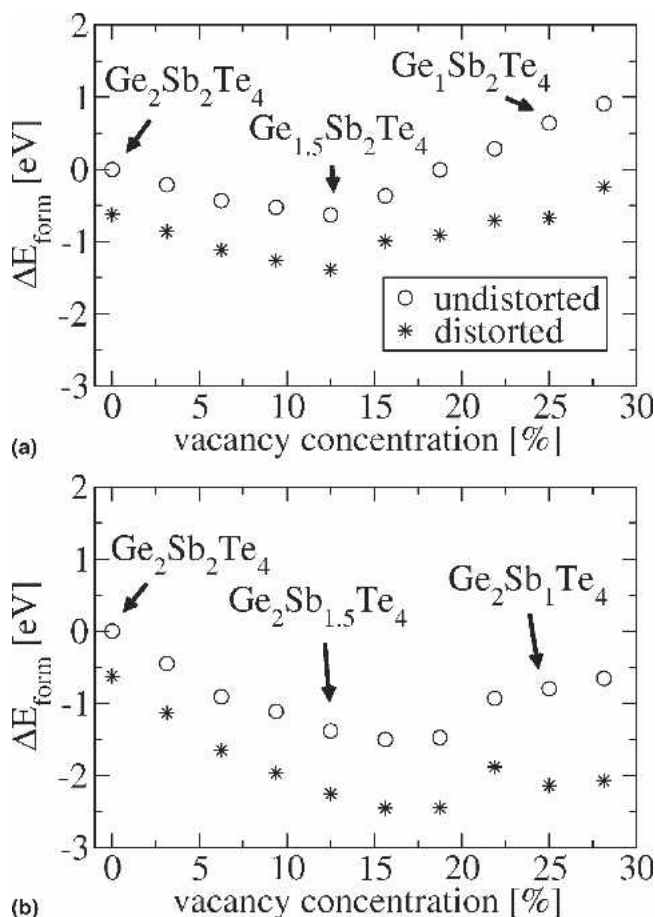 2
1
0
-1
-2
-3
ΔE_form [eV]
Ge₂Sb₂Te₄
Ge₁.₅Sb₂Te₄
Ge₁Sb₂Te₄
undistorted
distorted
0 5 10 15 20 25 30
vacancy concentration [%]
(a)
2
1
0
-1
-2
-3
ΔE_form [eV]
Ge₂Sb₂Te₄
Ge₂Sb₁.₅Te₄
Ge₂Sb₁Te₄
0 5 10 15 20 25 30
vacancy concentration [%]
(b)